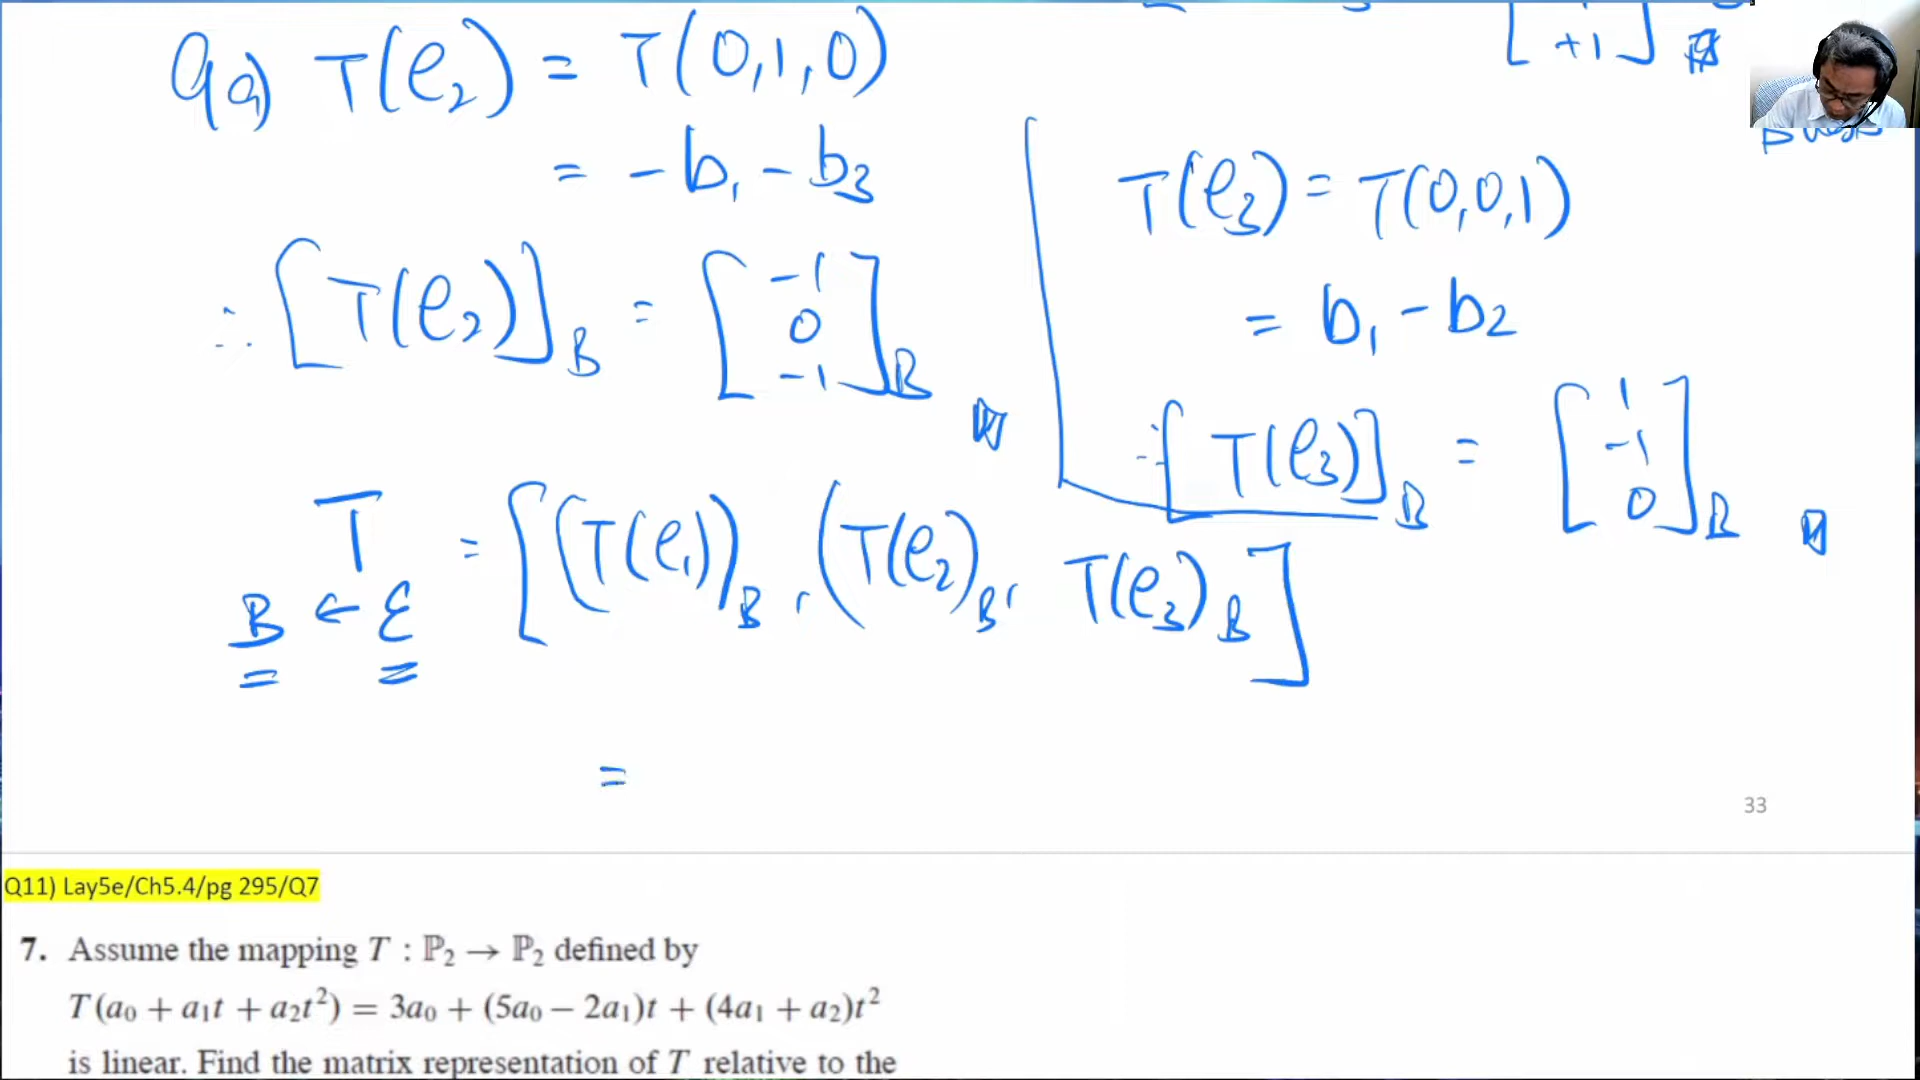 9a) T(e₂) = T(0,1,0)
= -b₁ - b₃
∴ [T(e₂)]_B = [-1
0
-1]_B
+1]
T(e₃) = T(0,0,1)
= b₁ - b₂
∴ [T(e₃)]_B = [1
-1
0]_B
T = [(T(e₁))_B, (T(e₂)_B, T(e₃)_B]
B ← ε
=
33
Q11) Lay5e/Ch5.4/pg 295/Q7
7. Assume the mapping T : ℙ₂ → ℙ₂ defined by
T(a₀ + a₁t + a₂t²) = 3a₀ + (5a₀ − 2a₁)t + (4a₁ + a₂)t²
is linear. Find the matrix representation of T relative to the